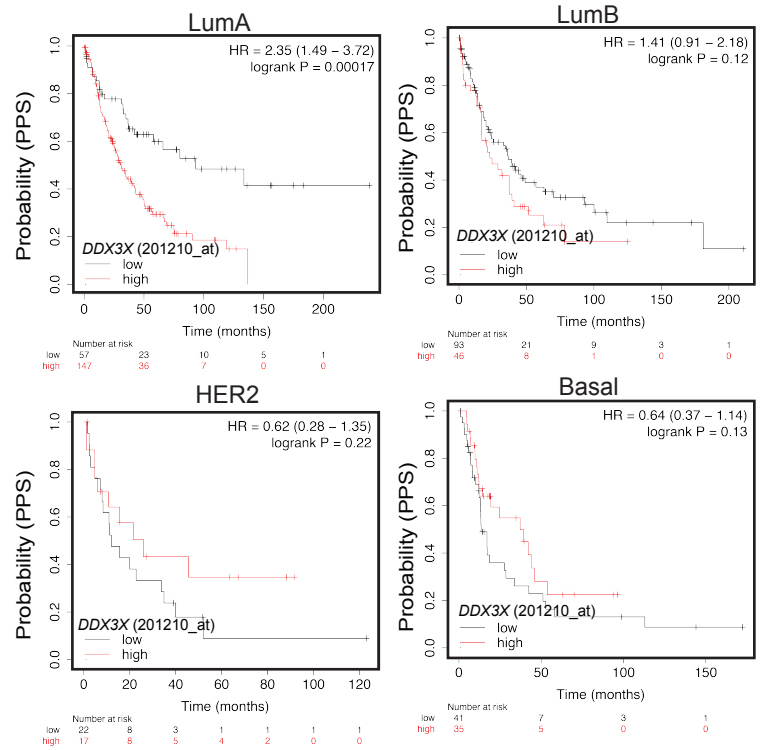 LumA
HR = 2.35 (1.49 – 3.72)
logrank P = 0.00017
Probability (PPS)
1.0
0.8
0.6
0.4
0.2
0.0
DDX3X (201210_at)
low
high
0 50 100 150 200
Time (months)
Number at risk
low 57 23 10 5 1
high 147 36 7 0 0
LumB
HR = 1.41 (0.91 – 2.18)
logrank P = 0.12
Probability (PPS)
1.0
0.8
0.6
0.4
0.2
0.0
DDX3X (201210_at)
low
high
0 50 100 150 200
Time (months)
Number at risk
low 93 21 9 3 1
high 46 8 1 0 0
HER2
HR = 0.62 (0.28 – 1.35)
logrank P = 0.22
Probability (PPS)
1.0
0.8
0.6
0.4
0.2
0.0
DDX3X (201210_at)
low
high
0 20 40 60 80 100 120
Time (months)
Number at risk
low 22 8 3 1 1 1 1
high 17 8 5 4 2 0 0
Basal
HR = 0.64 (0.37 – 1.14)
logrank P = 0.13
Probability (PPS)
1.0
0.8
0.6
0.4
0.2
0.0
DDX3X (201210_at)
low
high
0 50 100 150
Time (months)
Number at risk
low 41 7 3 1
high 35 5 0 0